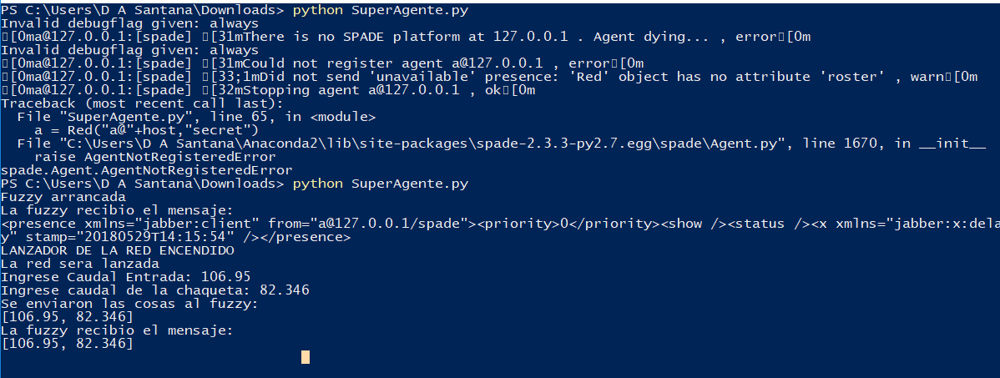 PS C:\Users\D A Santana\Downloads> python SuperAgente.py
Invalid debugflag given: always
▯[0ma@127.0.0.1:[spade] ▯[31mThere is no SPADE platform at 127.0.0.1 . Agent dying... , error▯[0m
Invalid debugflag given: always
▯[0ma@127.0.0.1:[spade] ▯[31mCould not register agent a@127.0.0.1 , error▯[0m
▯[0ma@127.0.0.1:[spade] ▯[33;1mDid not send 'unavailable' presence: 'Red' object has no attribute 'roster' , warn▯[0m
▯[0ma@127.0.0.1:[spade] ▯[32mStopping agent a@127.0.0.1 , ok▯[0m
Traceback (most recent call last):
  File "SuperAgente.py", line 65, in <module>
    a = Red("a@"+host,"secret")
  File "C:\Users\D A Santana\Anaconda2\lib\site-packages\spade-2.3.3-py2.7.egg\spade\Agent.py", line 1670, in __init__
    raise AgentNotRegisteredError
spade.Agent.AgentNotRegisteredError
PS C:\Users\D A Santana\Downloads> python SuperAgente.py
Fuzzy arrancada
La fuzzy recibio el mensaje:
<presence xmlns="jabber:client" from="a@127.0.0.1/spade"><priority>0</priority><show /><status /><x xmlns="jabber:x:dela
y" stamp="20180529T14:15:54" /></presence>
LANZADOR DE LA RED ENCENDIDO
La red sera lanzada
Ingrese Caudal Entrada: 106.95
Ingrese caudal de la chaqueta: 82.346
Se enviaron las cosas al fuzzy:
[106.95, 82.346]
La fuzzy recibio el mensaje:
[106.95, 82.346]